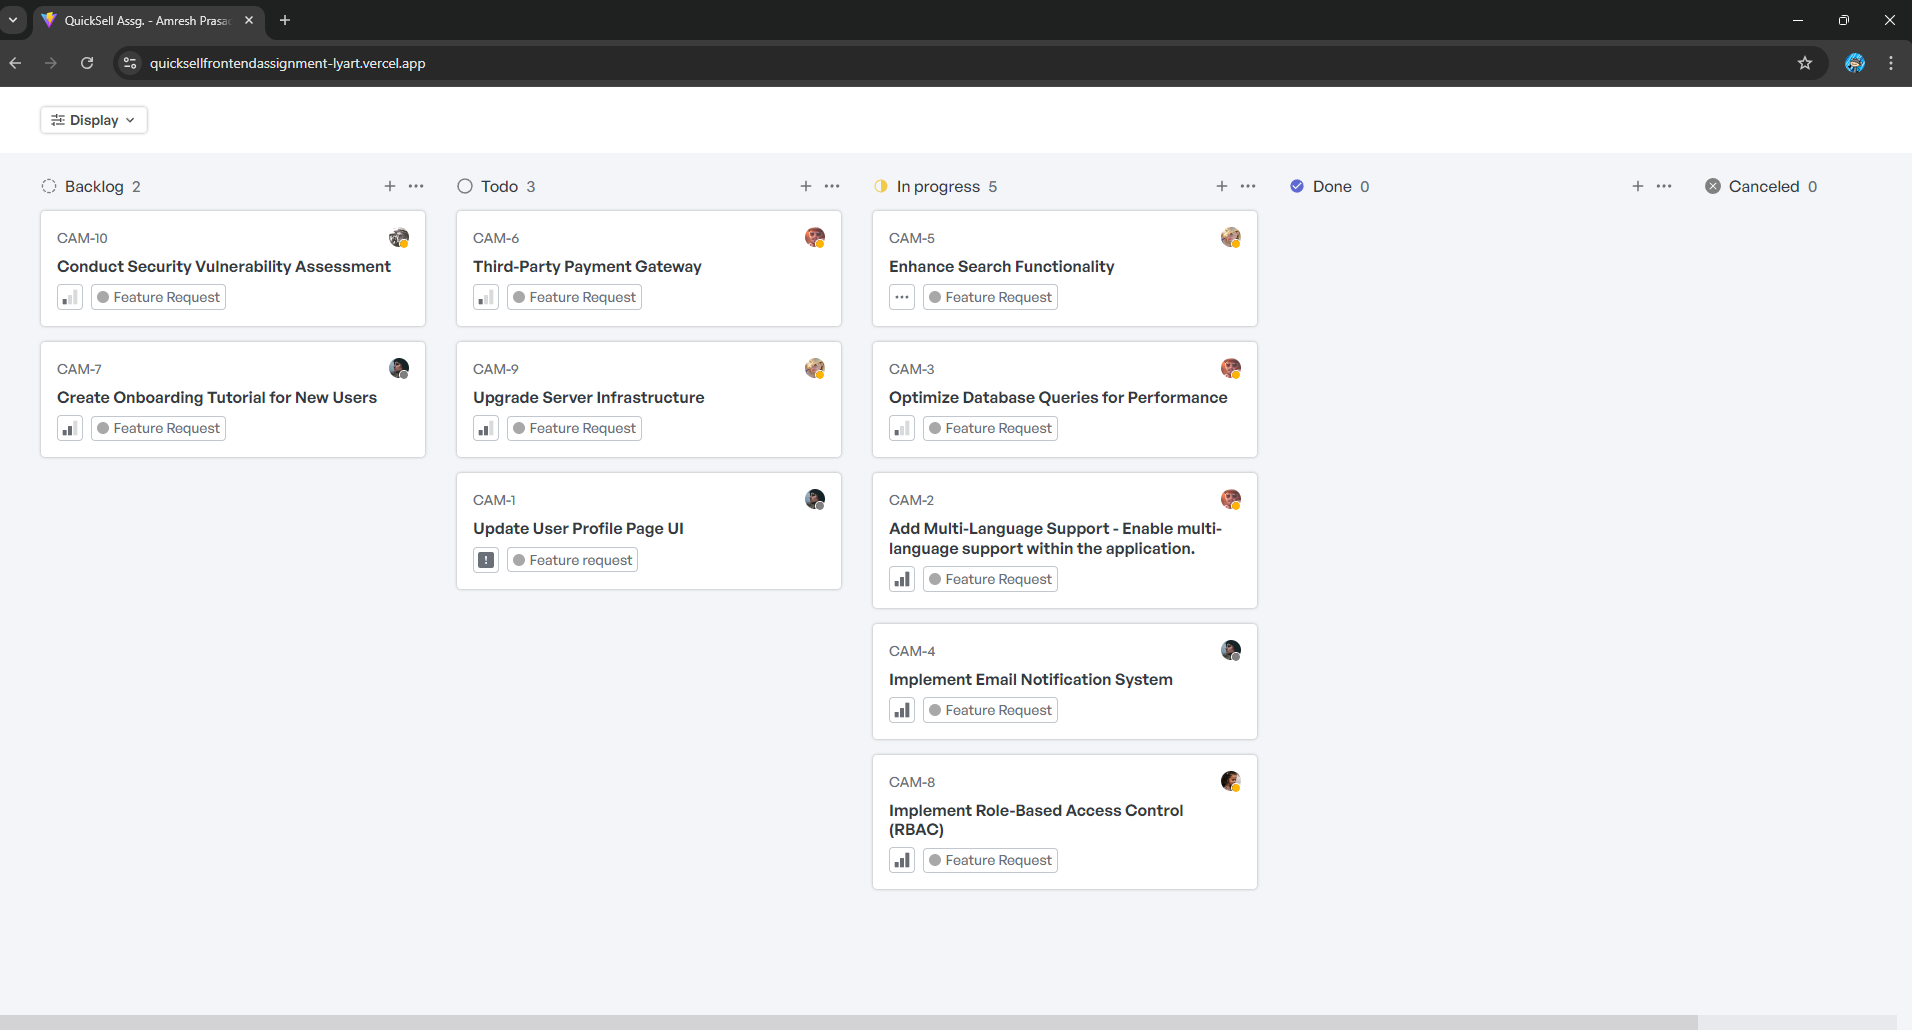 QuickSell Assg. - Amresh Prasad
quicksellfrontendassignment-lyart.vercel.app
Display
Backlog 2
CAM-10
Conduct Security Vulnerability Assessment
Feature Request
CAM-7
Create Onboarding Tutorial for New Users
Feature Request
Todo 3
CAM-6
Third-Party Payment Gateway
Feature Request
CAM-9
Upgrade Server Infrastructure
Feature Request
CAM-1
Update User Profile Page UI
Feature request
In progress 5
CAM-5
Enhance Search Functionality
Feature Request
CAM-3
Optimize Database Queries for Performance
Feature Request
CAM-2
Add Multi-Language Support - Enable multi-
language support within the application.
Feature Request
CAM-4
Implement Email Notification System
Feature Request
CAM-8
Implement Role-Based Access Control
(RBAC)
Feature Request
Done 0
Canceled 0